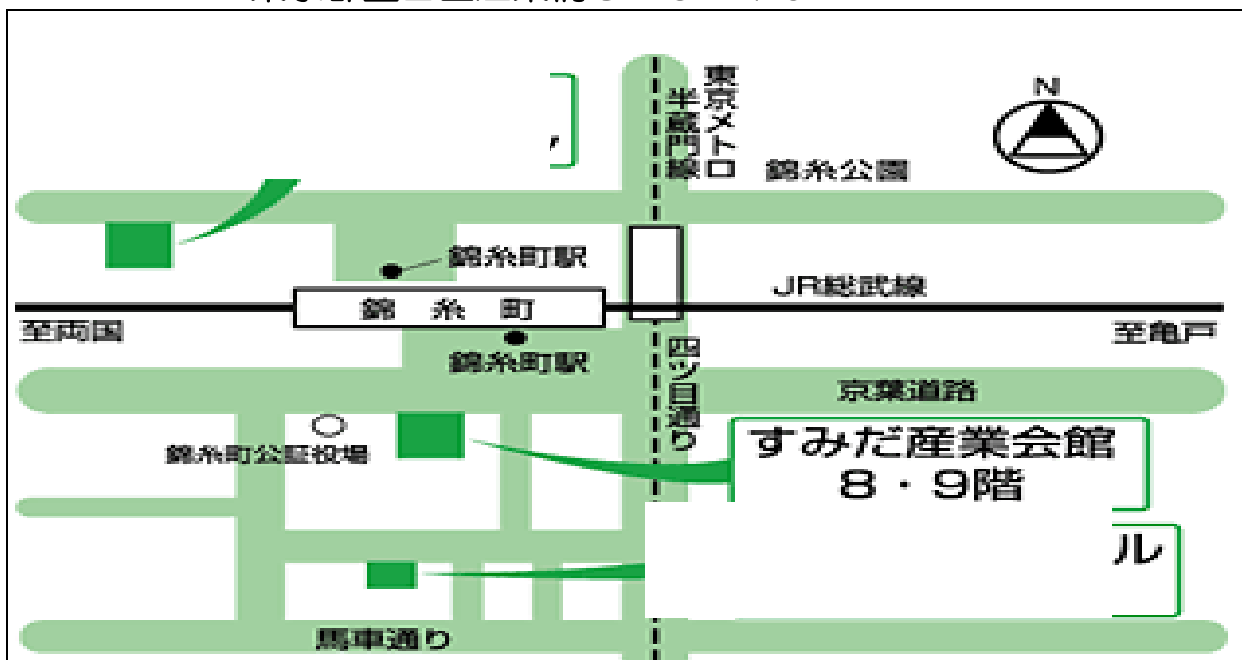 東京メトロ
半蔵門線
N
錦糸公園
錦糸町駅
JR総武線
錦糸町
至両国
至亀戸
錦糸町駅
四ツ目通り
京葉道路
錦糸町公証役場
すみだ産業会館
8・9階
ル
馬車通り